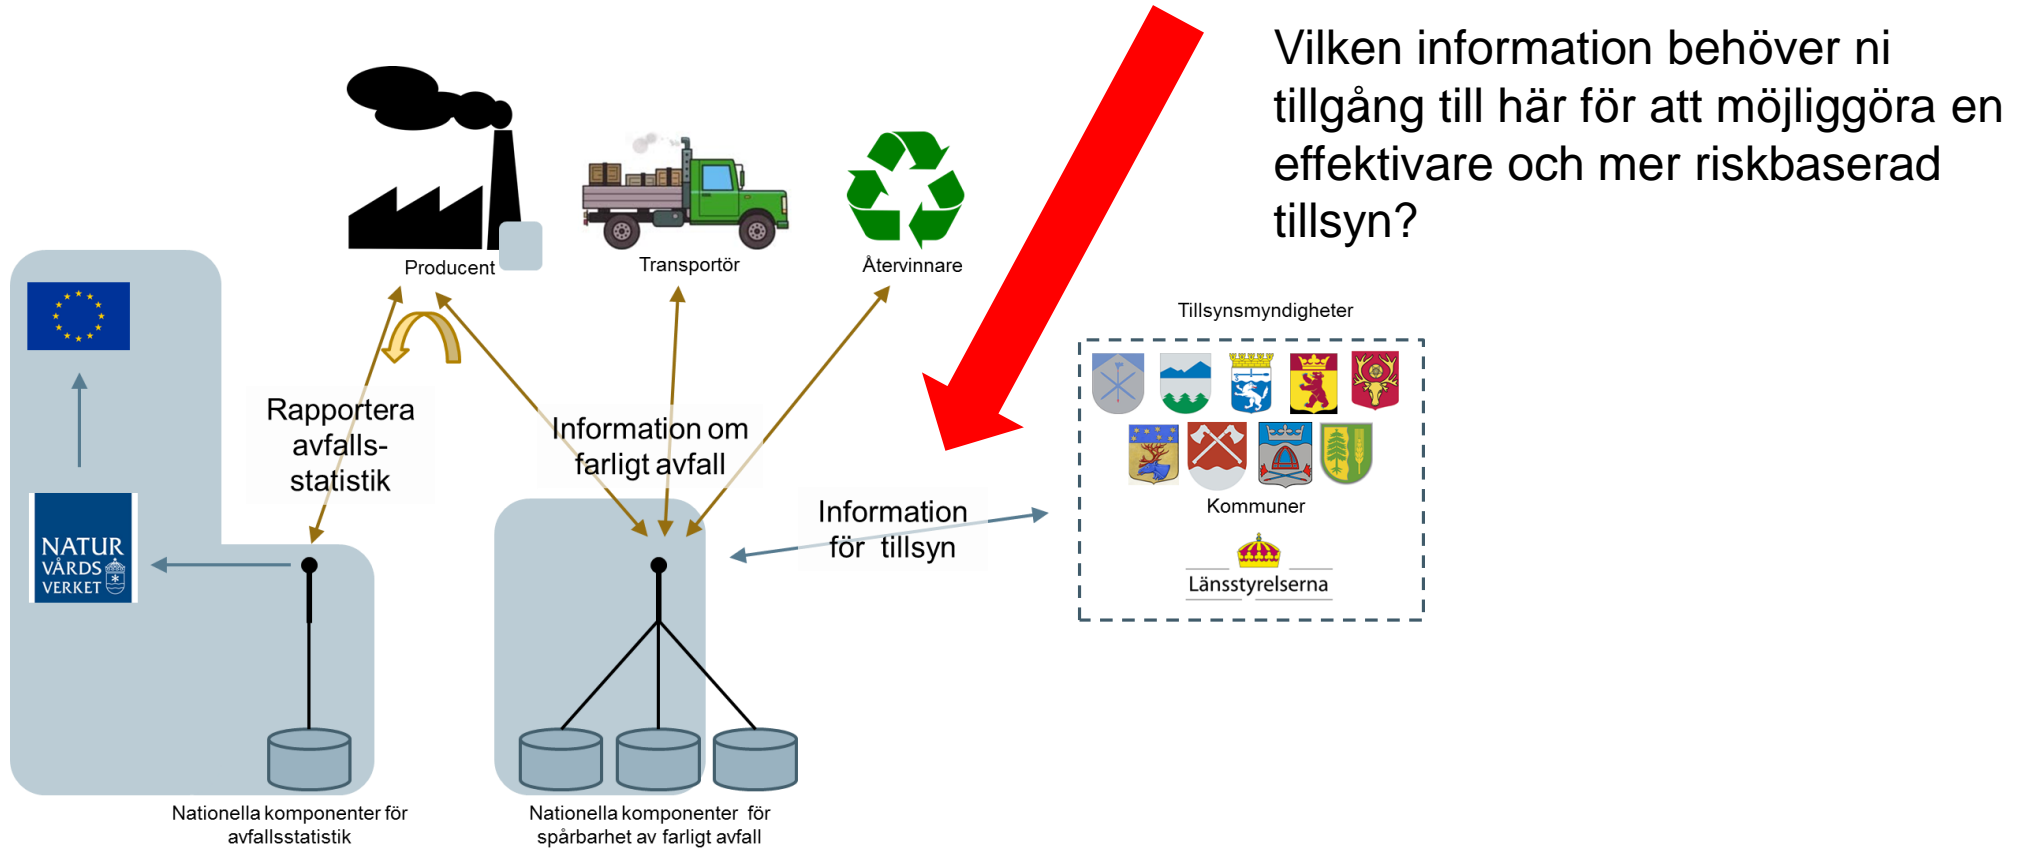 Vilken information behöver ni
tillgång till här för att möjliggöra en
effektivare och mer riskbaserad
tillsyn?
Producent
Transportör
Återvinnare
Tillsynsmyndigheter
Rapportera
avfalls-
statistik
Information om
farligt avfall
Information
för tillsyn
Kommuner
Länsstyrelserna
NATUR
VÅRDS
VERKET
Nationella komponenter för
avfallsstatistik
Nationella komponenter för
spårbarhet av farligt avfall